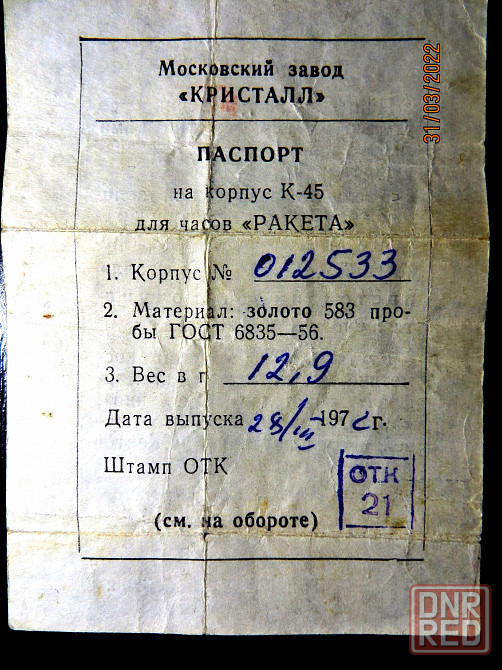 Московский завод
«КРИСТАЛЛ»
ПАСПОРТ
на корпус К-45
для часов «РАКЕТА»
1. Корпус № 012533
2. Материал: золото 583 про-
бы ГОСТ 6835—56.
3. Вес в г 12,9
Дата выпуска 28/III-197 г.
Штамп ОТК
ОТК
21
(см. на обороте)
31/03/2022
DNR
RED